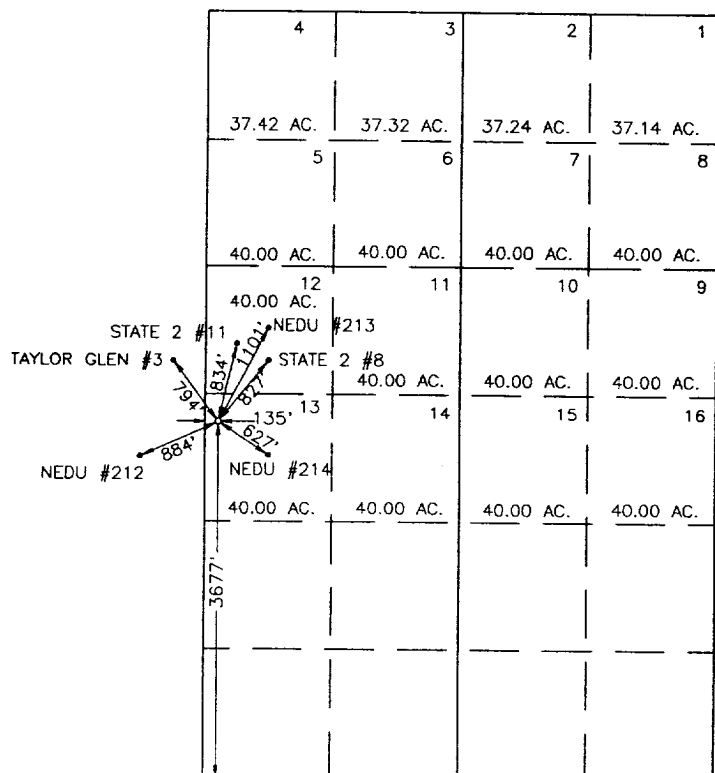 4 3 2 1
37.42 AC. 37.32 AC. 37.24 AC. 37.14 AC.
5 6 7 8
40.00 AC. 40.00 AC. 40.00 AC. 40.00 AC.
12 11 10 9
40.00 AC.
NEDU #213
STATE 2 #11
1101'
TAYLOR GLEN #3
834'
STATE 2 #8
827'
40.00 AC. 40.00 AC. 40.00 AC.
794'
13 14 15 16
135'
627'
884'
NEDU #212
NEDU #214
40.00 AC. 40.00 AC. 40.00 AC. 40.00 AC.
3677'